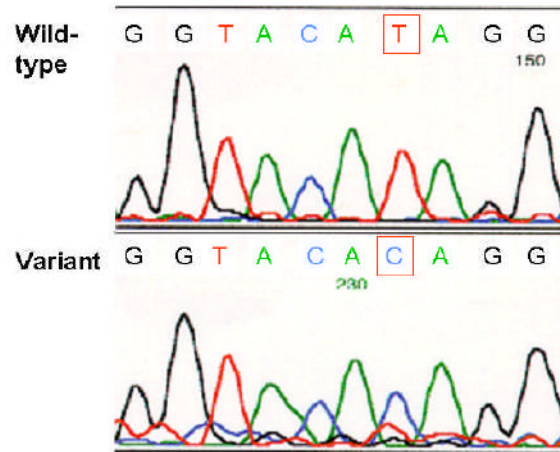 Wild-type
G G T A C A T A G G
150
Variant
G G T A C A C A G G
230